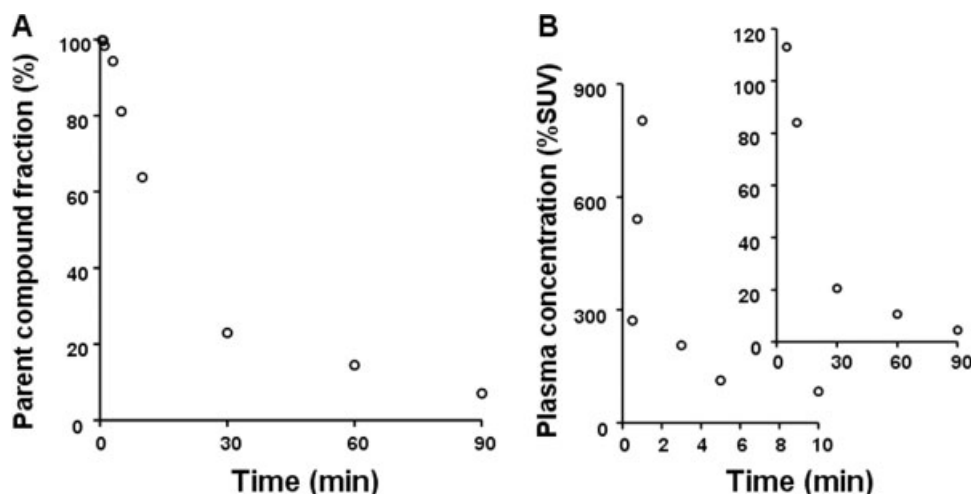 A
Parent compound fraction (%)
100
80
60
40
20
0
0 30 60 90
Time (min)
B
Plasma concentration (%SUV)
900
600
300
0
0 2 4 6 8 10
Time (min)
120
100
80
60
40
20
0
0 30 60 90